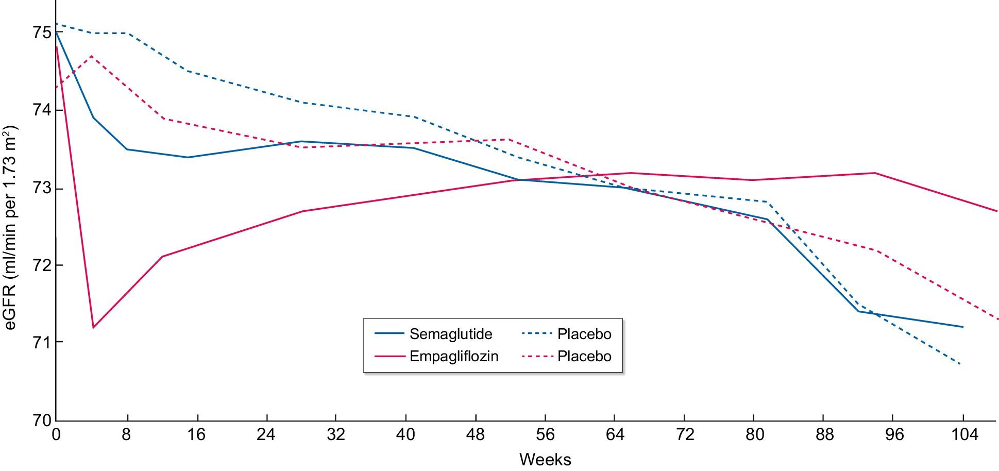 75
74
73
72
71
70
eGFR (ml/min per 1.73 m²)
Semaglutide
Placebo
Empagliflozin
Placebo
0 8 16 24 32 40 48 56 64 72 80 88 96 104
Weeks